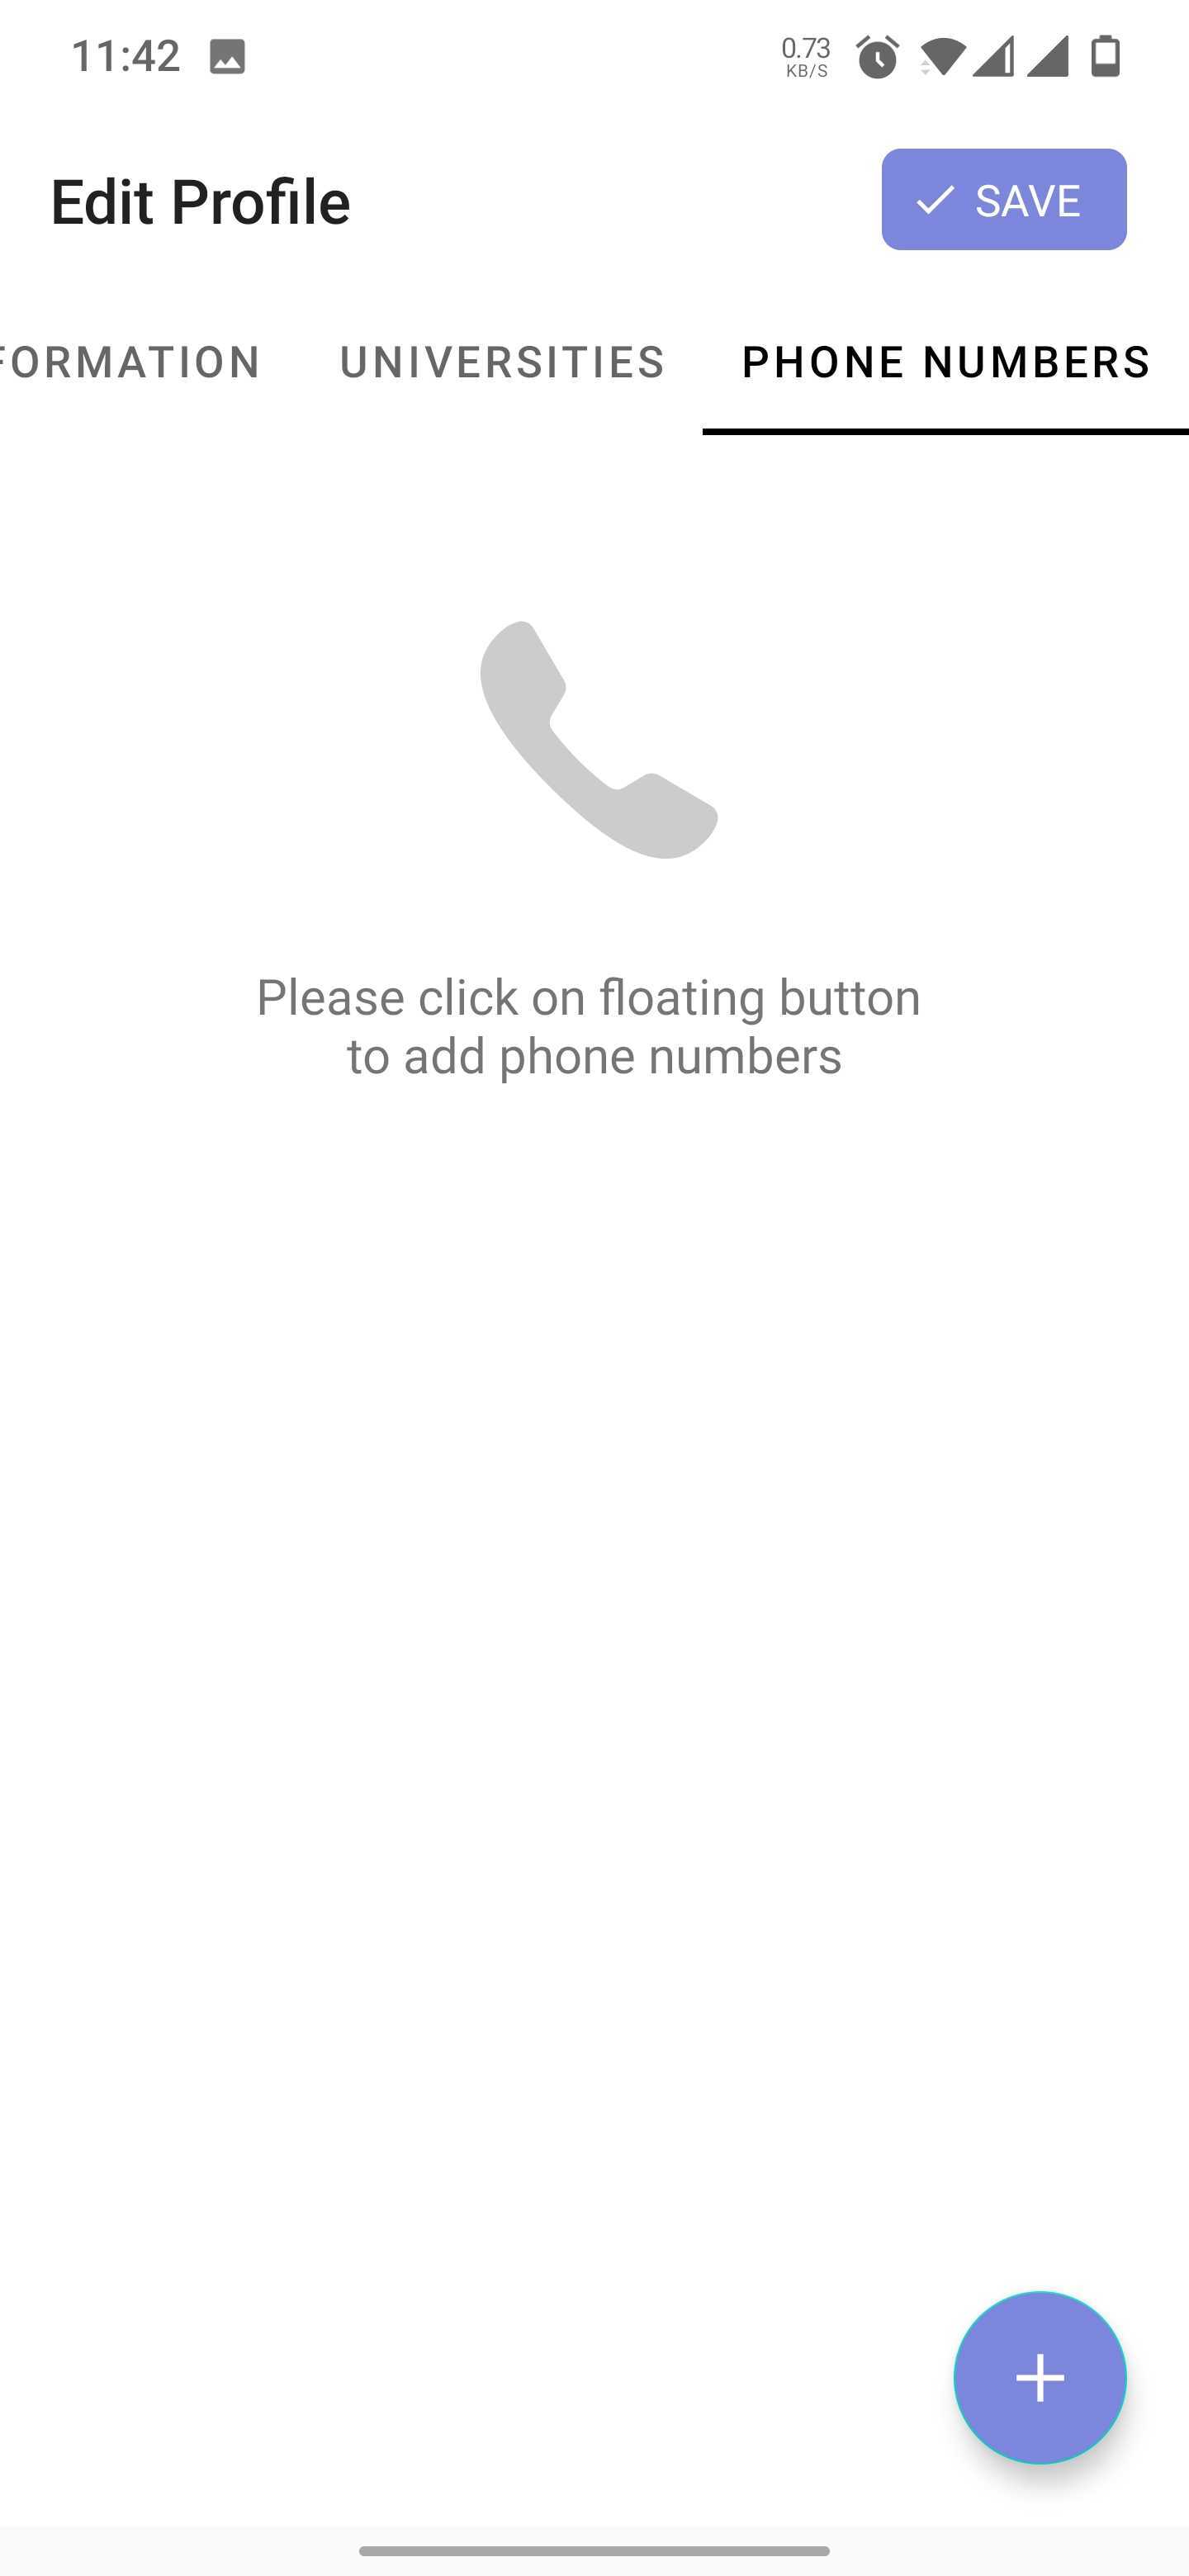 11:42
0.73
KB/S
Edit Profile
SAVE
FORMATION
UNIVERSITIES
PHONE NUMBERS
Please click on floating button
to add phone numbers